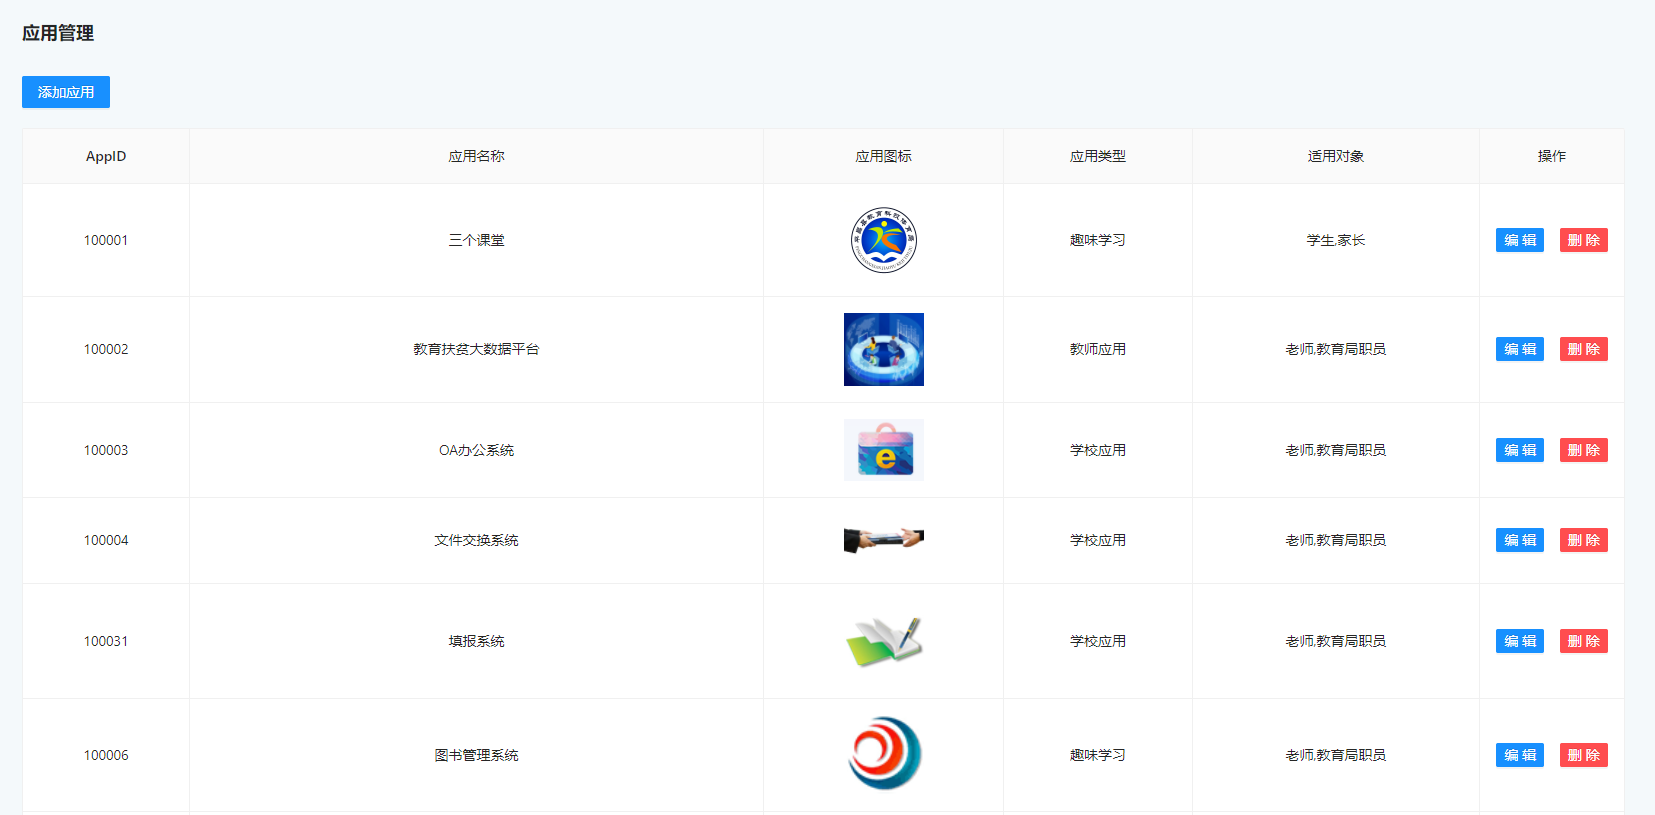 应用管理
添加应用
AppID 应用名称 应用图标 应用类型 适用对象 操作
100001 三个课堂 趣味学习 学生,家长 编 辑 删 除
100002 教育扶贫大数据平台 教师应用 老师,教育局职员 编 辑 删 除
100003 OA办公系统 e 学校应用 老师,教育局职员 编 辑 删 除
100004 文件交换系统 学校应用 老师,教育局职员 编 辑 删 除
100031 填报系统 学校应用 老师,教育局职员 编 辑 删 除
100006 图书管理系统 趣味学习 老师,教育局职员 编 辑 删 除